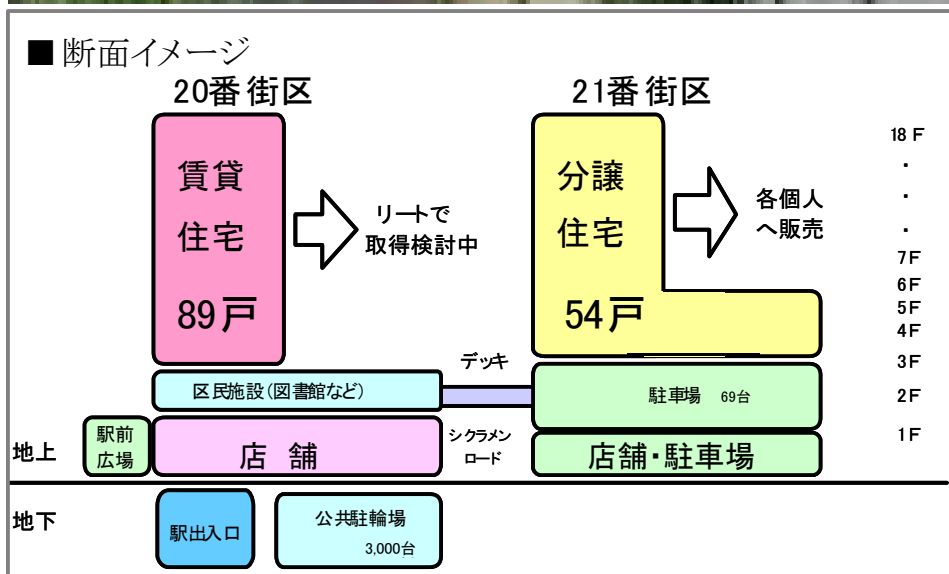 ■断面イメージ
20番街区
21番街区
賃貸
住宅
89戸
リートで
取得検討中
分譲
住宅
54戸
各個人
へ販売
18F
・
・
・
7F
6F
5F
4F
3F
2F
1F
区民施設(図書館など)
デッキ
駐車場 69台
地上
駅前
広場
店 舗
シクラメン
ロード
店舗・駐車場
地下
駅出入口
公共駐輪場
3,000台